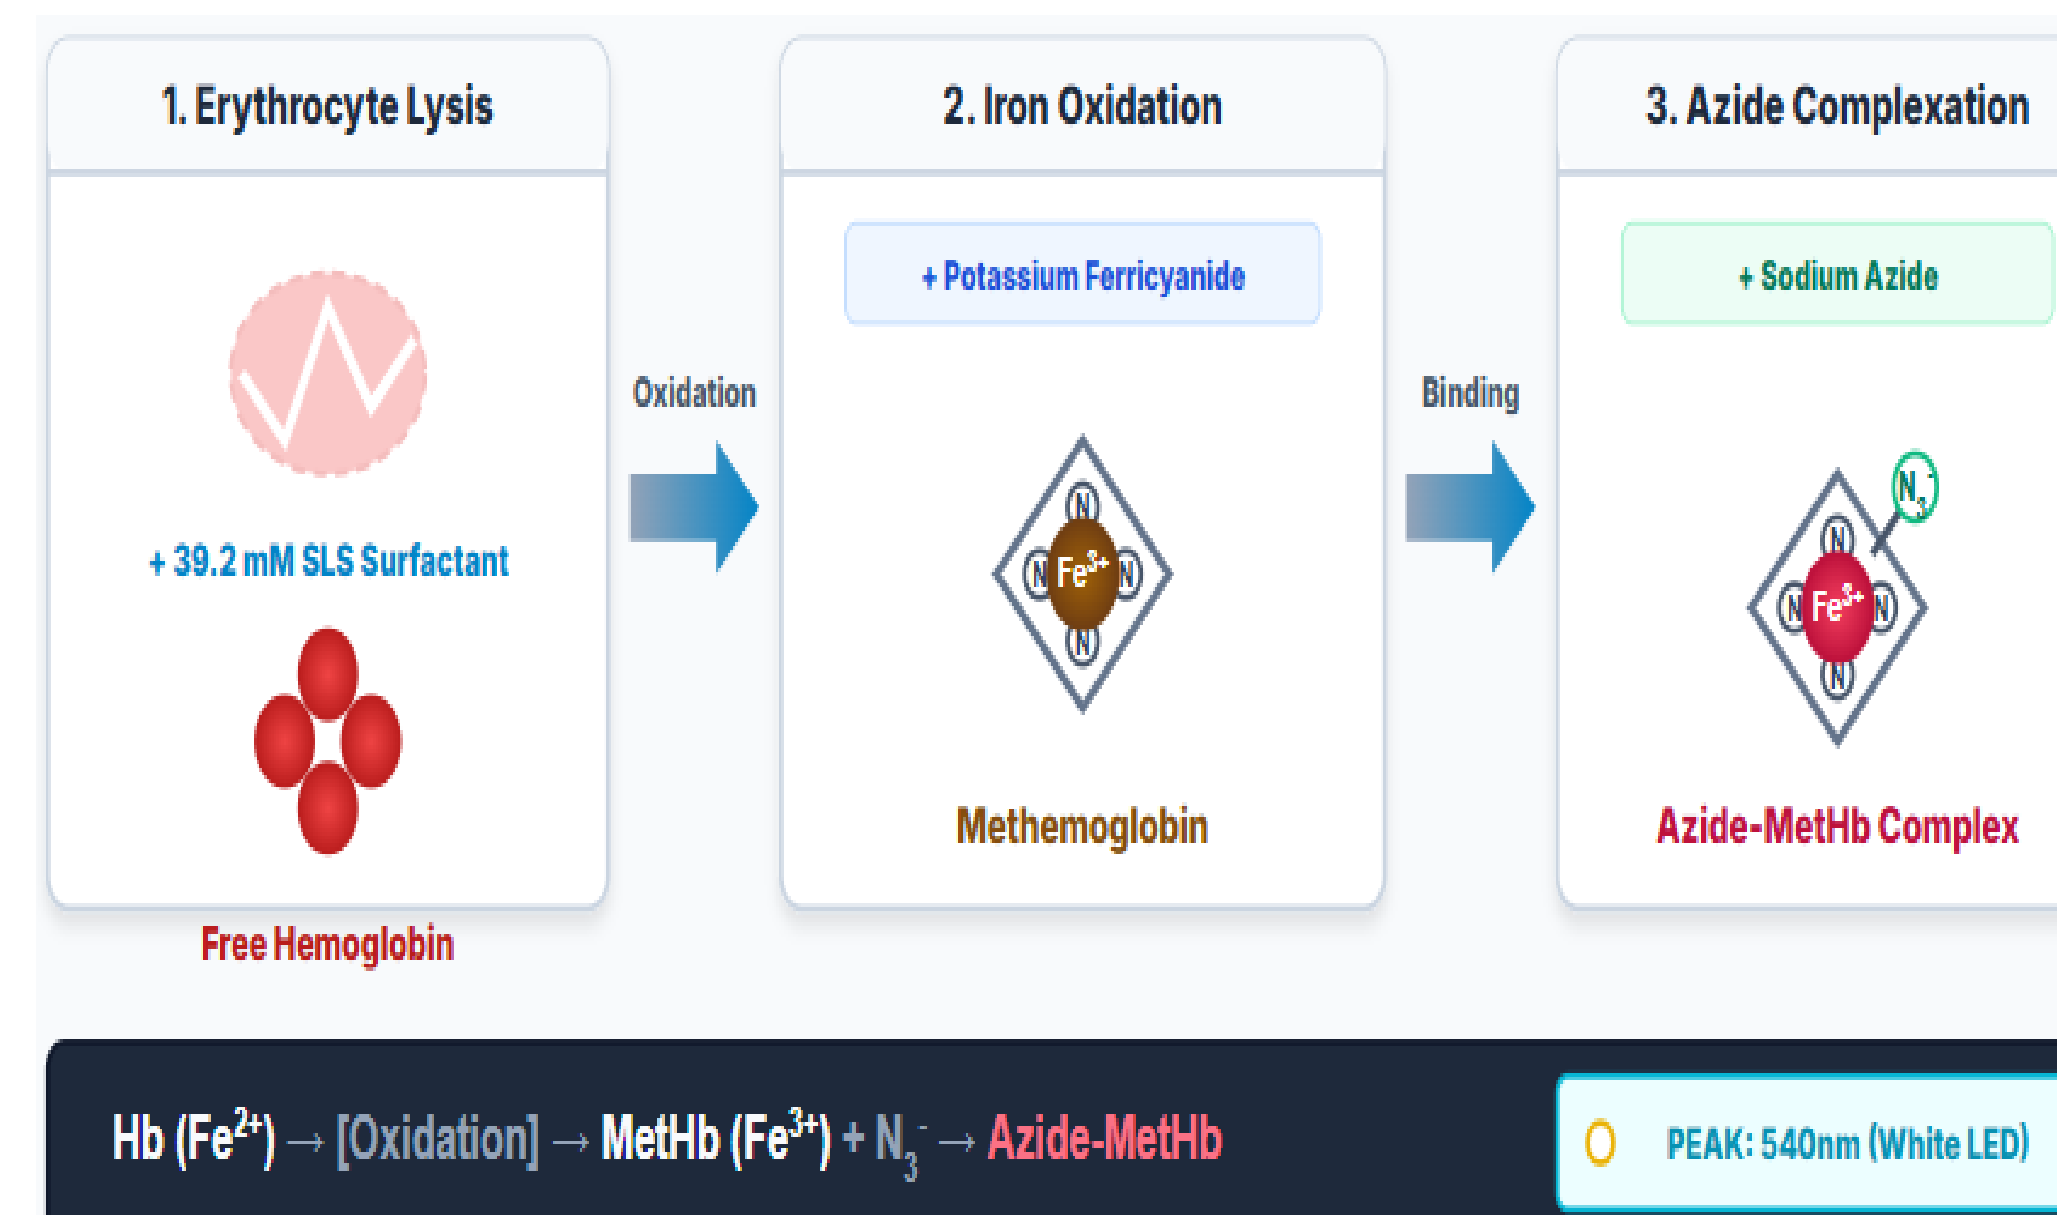 1. Erythrocyte Lysis
+ 39.2 mM SLS Surfactant
Free Hemoglobin
Oxidation
2. Iron Oxidation
+ Potassium Ferricyanide
N
N Fe³⁺ N
N
Methemoglobin
Binding
3. Azide Complexation
+ Sodium Azide
N₃⁻
N
N Fe³⁺ N
N
Azide-MetHb Complex
Hb (Fe²⁺) → [Oxidation] → MetHb (Fe³⁺) + N₃⁻ → Azide-MetHb
PEAK: 540nm (White LED)